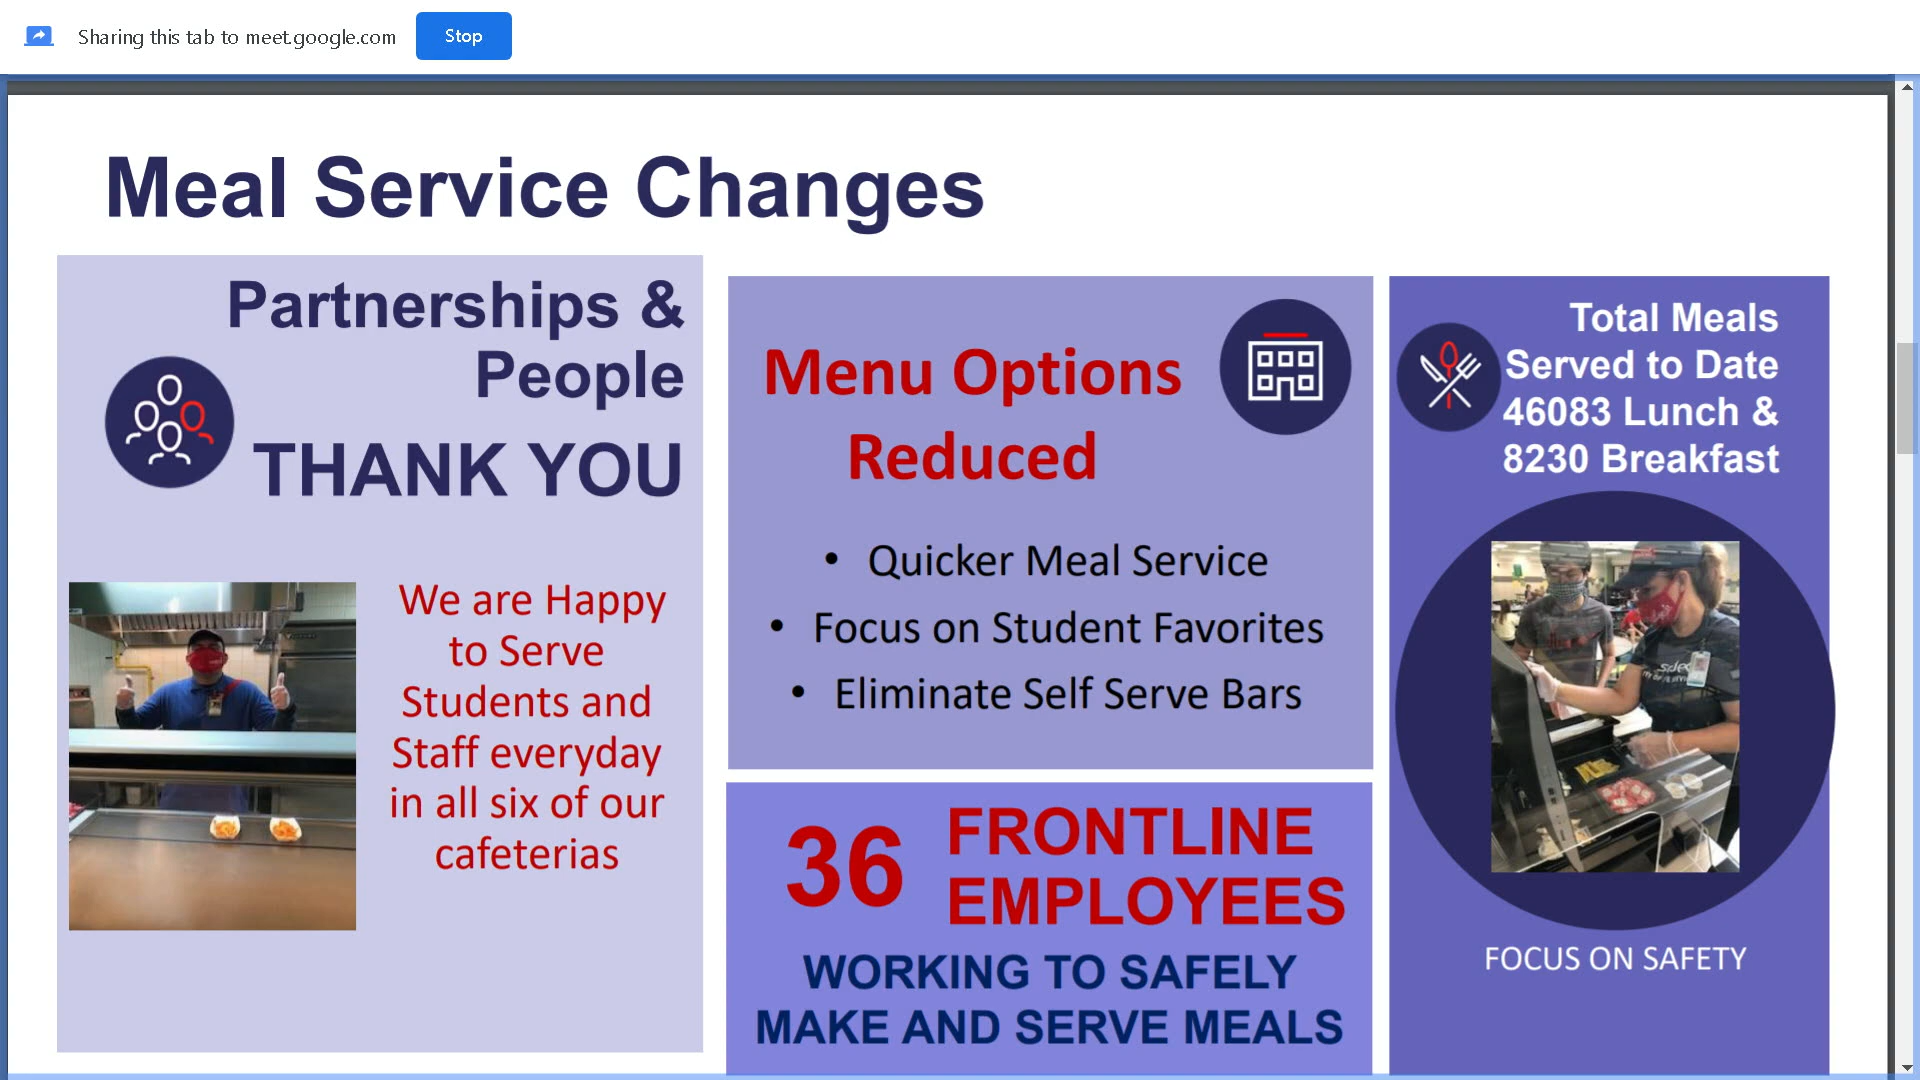 Sharing this tab to meet.google.com
Stop
Meal Service Changes
Partnerships &
People
THANK YOU
We are Happy
to Serve
Students and
Staff everyday
in all six of our
cafeterias
Menu Options
Reduced
• Quicker Meal Service
• Focus on Student Favorites
• Eliminate Self Serve Bars
36
FRONTLINE
EMPLOYEES
WORKING TO SAFELY
MAKE AND SERVE MEALS
Total Meals
Served to Date
46083 Lunch &
8230 Breakfast
FOCUS ON SAFETY